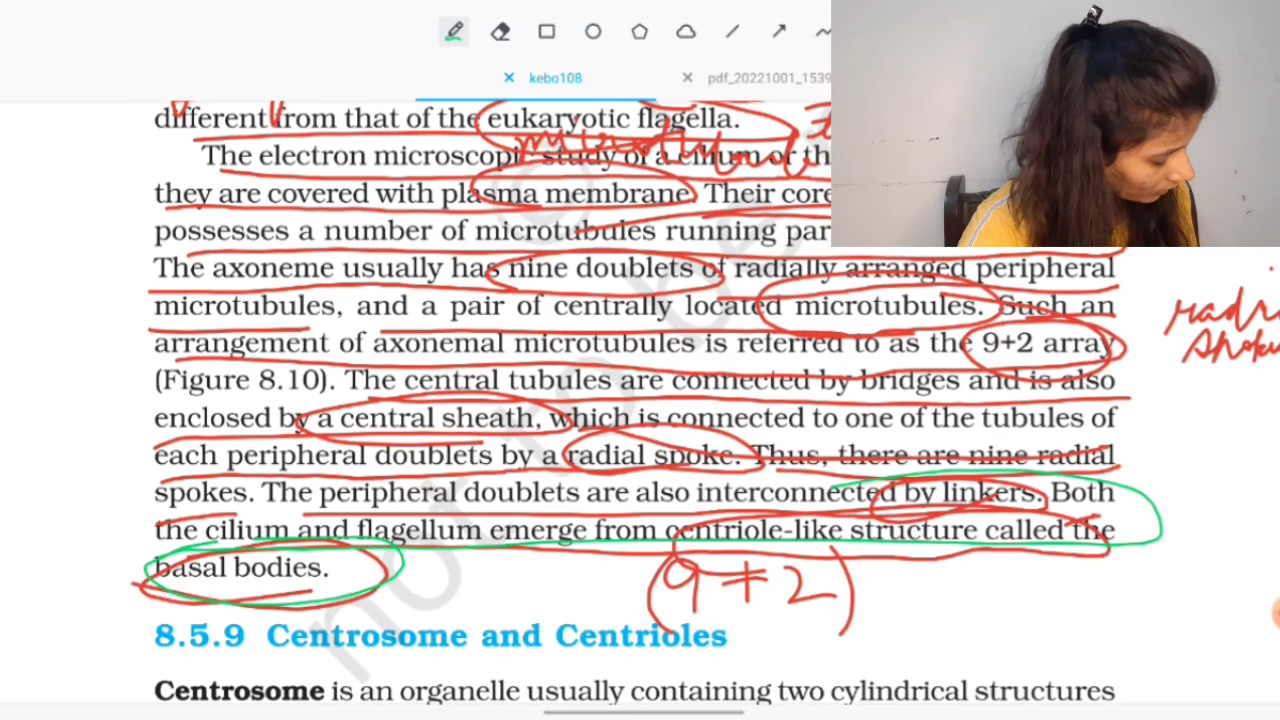 kebo108
pdf_20221001_1539
different from that of the eukaryotic flagella.
microtubule
The electron microscopic study of a cilium or th
they are covered with plasma membrane. Their core
possesses a number of microtubules running par
The axoneme usually has nine doublets of radially arranged peripheral
microtubules, and a pair of centrally located microtubules. Such an
arrangement of axonemal microtubules is referred to as the 9+2 array
(Figure 8.10). The central tubules are connected by bridges and is also
enclosed by a central sheath, which is connected to one of the tubules of
each peripheral doublets by a radial spoke. Thus, there are nine radial
spokes. The peripheral doublets are also interconnected by linkers. Both
the cilium and flagellum emerge from centriole-like structure called the
basal bodies.
(9+2)
8.5.9 Centrosome and Centrioles
Centrosome is an organelle usually containing two cylindrical structures